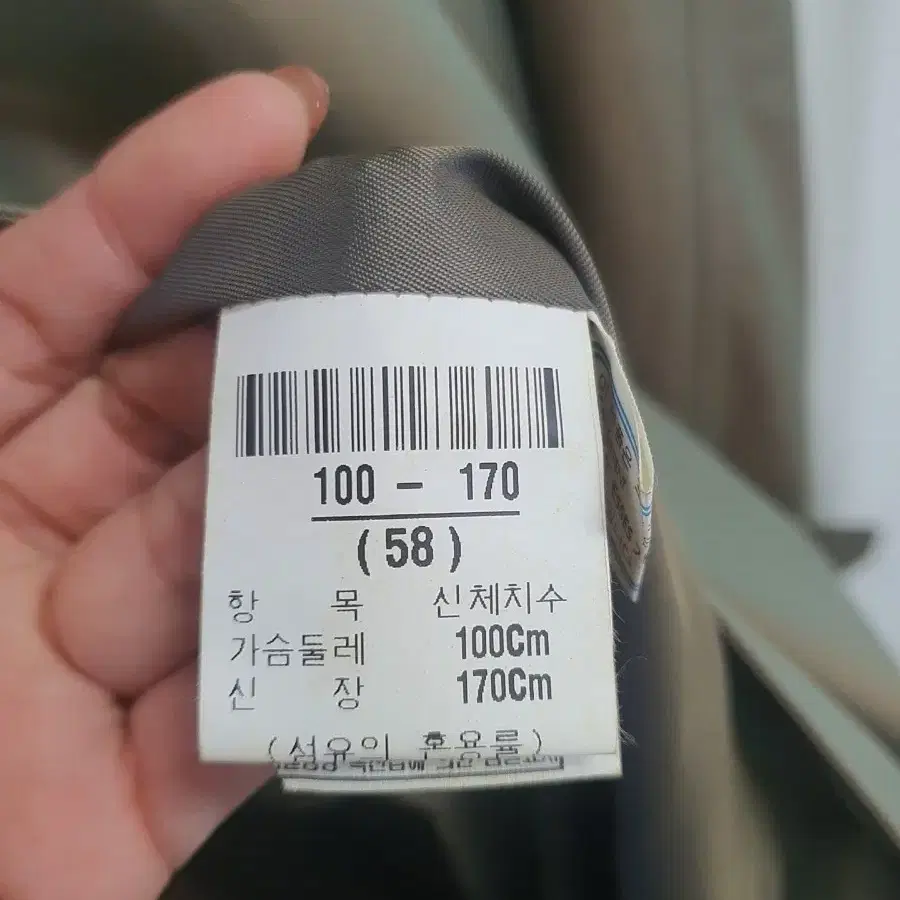 100 - 170
(58)
항 목 신체치수
가슴둘레 100Cm
신 장 170Cm
(섬유의 혼용률)